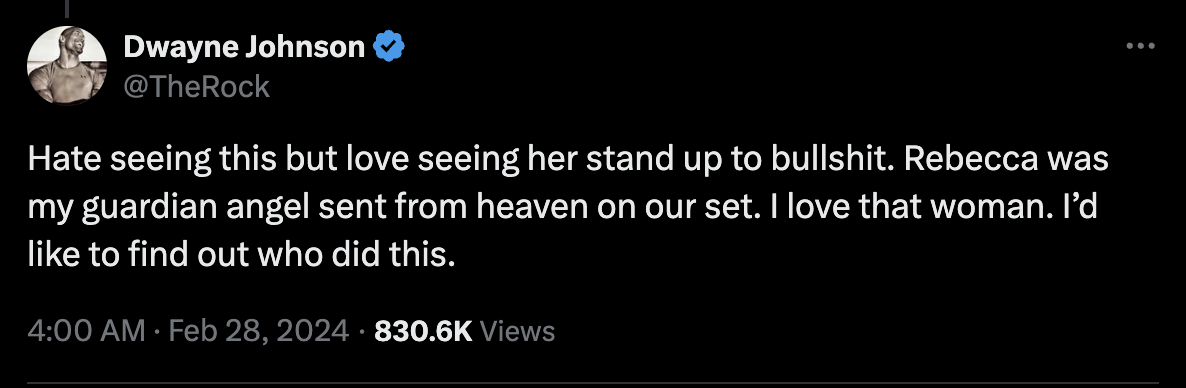 Dwayne Johnson
@TheRock
Hate seeing this but love seeing her stand up to bullshit. Rebecca was
my guardian angel sent from heaven on our set. I love that woman. I’d
like to find out who did this.
4:00 AM · Feb 28, 2024 · 830.6K Views